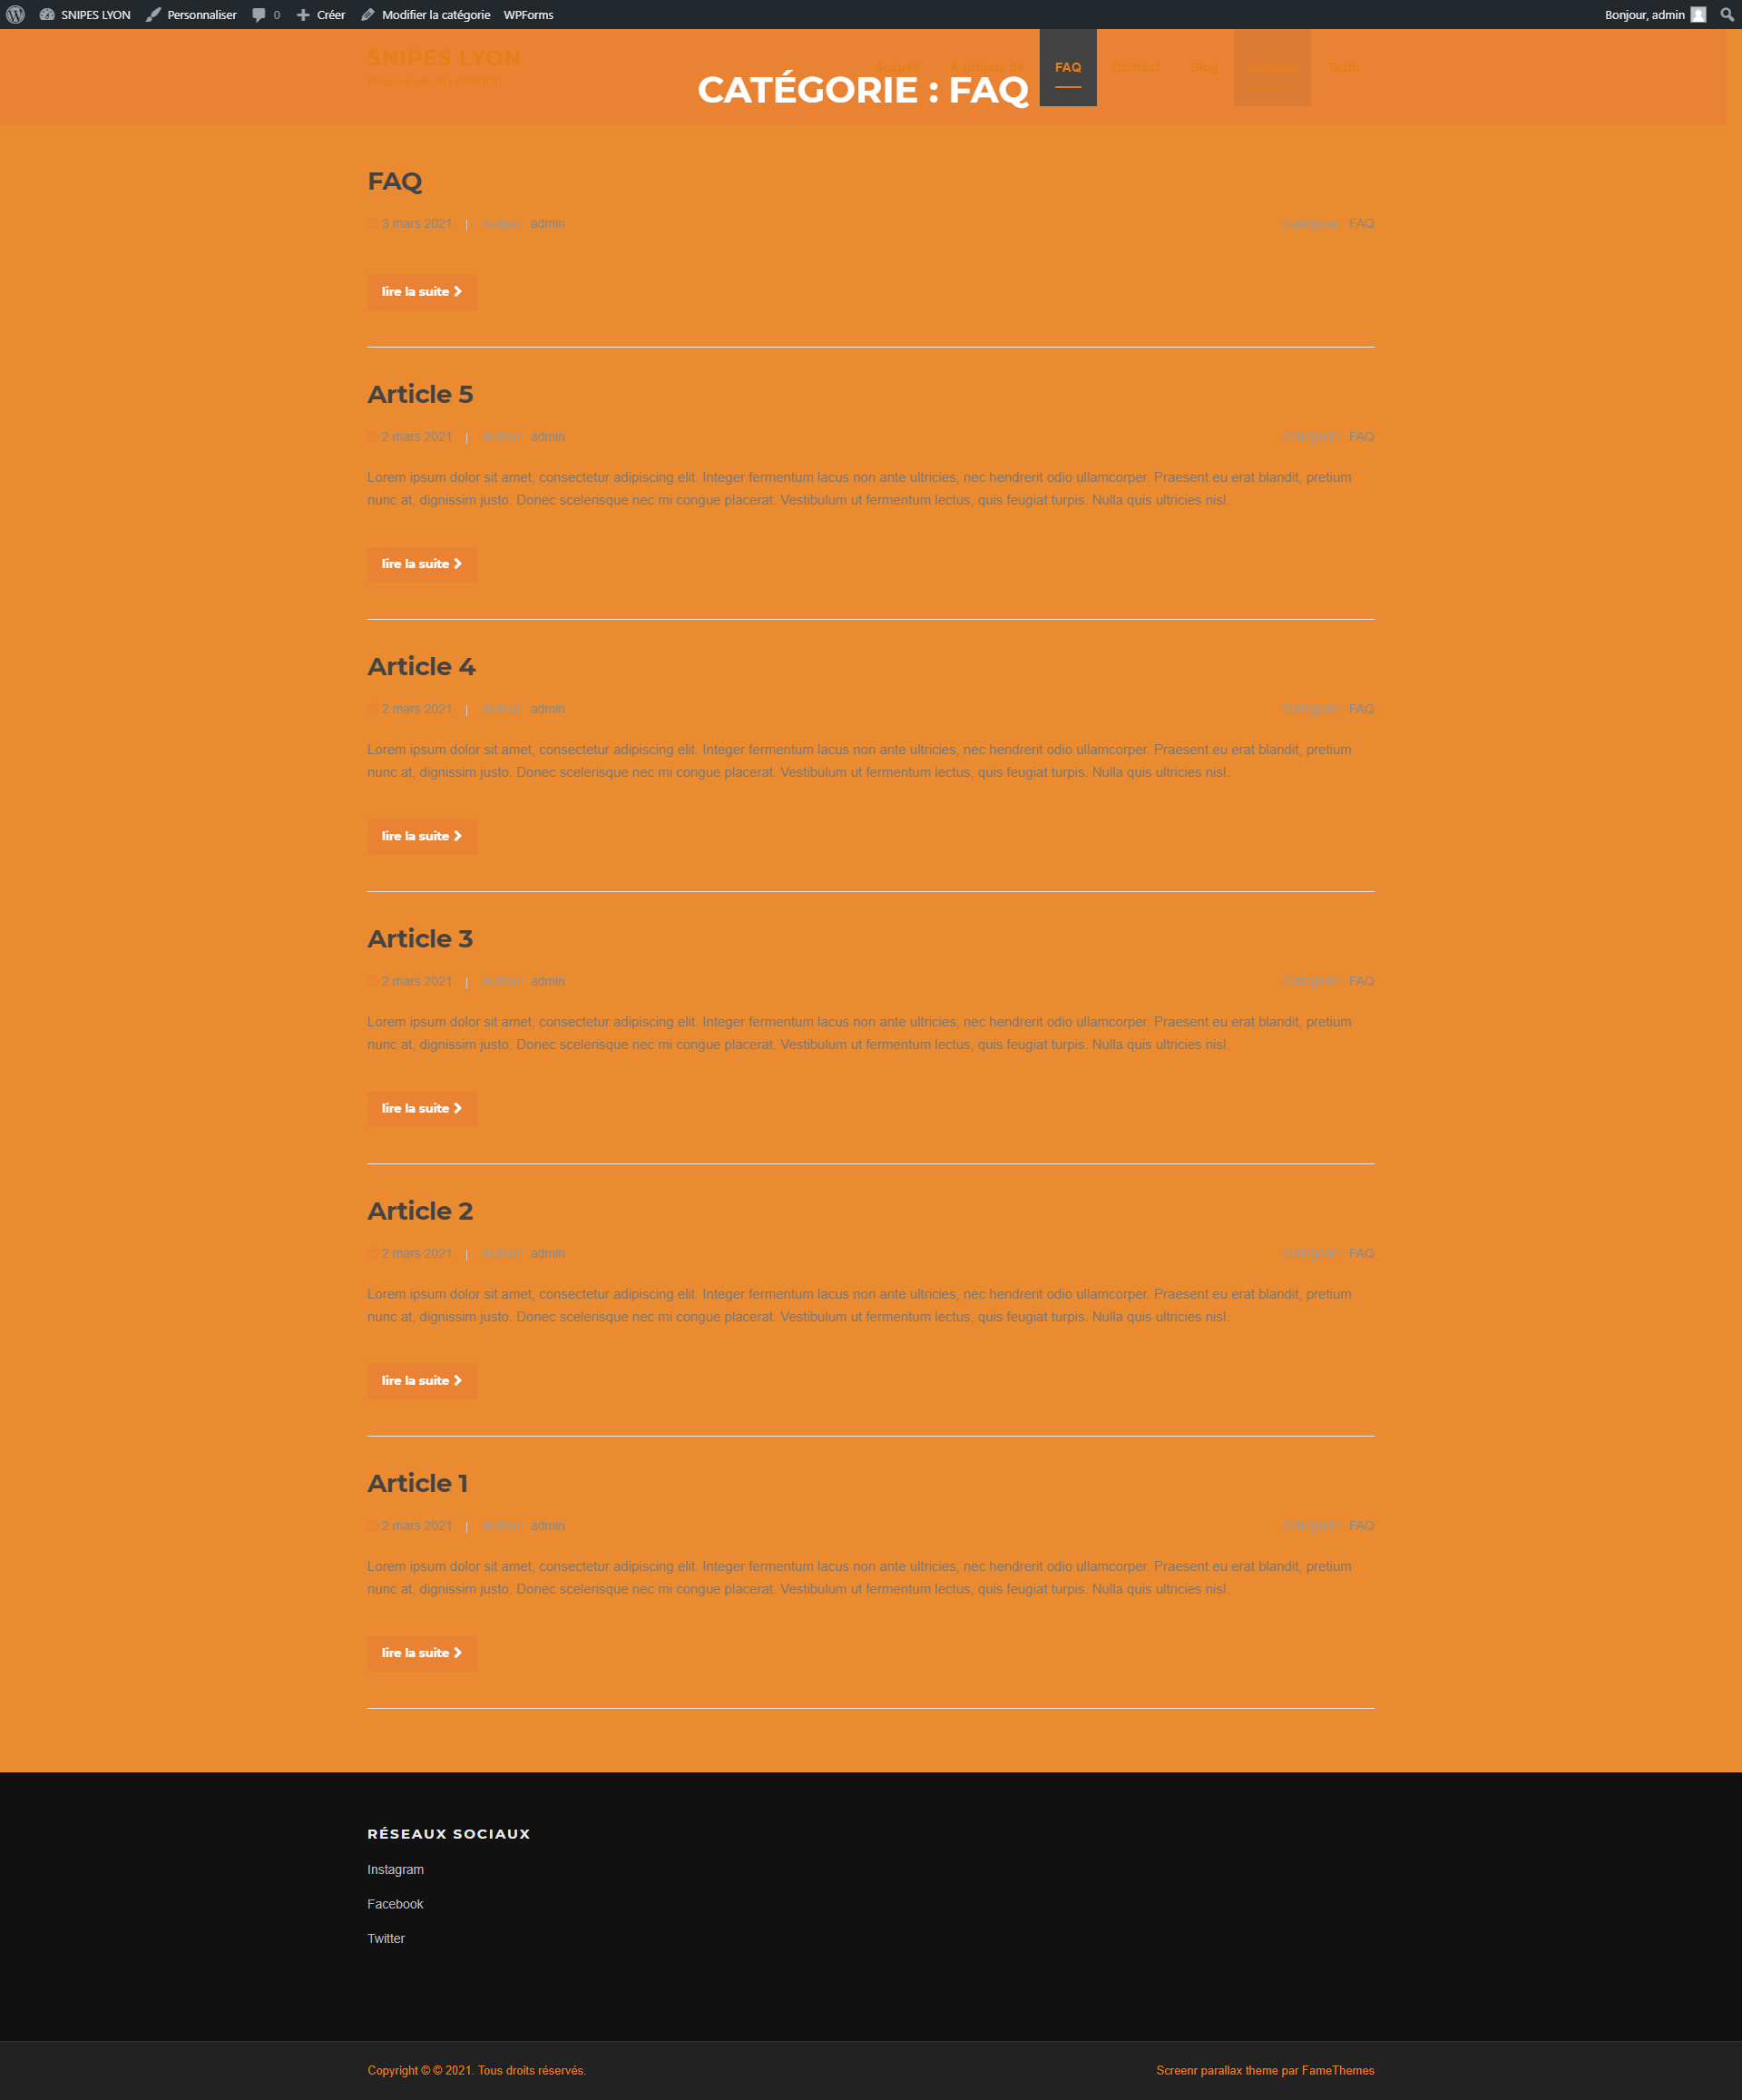 SNIPES LYON Personnaliser 0 Créer Modifier la catégorie WPForms Bonjour, admin
SNIPES LYON
Accueil À propos de FAQ Contact Blog Team
CATÉGORIE : FAQ
FAQ
3 mars 2021 | Auteur : admin Catégorie : FAQ
lire la suite
Article 5
2 mars 2021 | Auteur : admin Catégorie : FAQ
Lorem ipsum dolor sit amet, consectetur adipiscing elit. Integer fermentum lacus non ante ultricies, nec hendrerit odio ullamcorper. Praesent eu erat blandit, pretium
nunc at, dignissim justo. Donec scelerisque nec mi congue placerat. Vestibulum ut fermentum lectus, quis feugiat turpis. Nulla quis ultricies nisl.
lire la suite
Article 4
2 mars 2021 | Auteur : admin Catégorie : FAQ
Lorem ipsum dolor sit amet, consectetur adipiscing elit. Integer fermentum lacus non ante ultricies, nec hendrerit odio ullamcorper. Praesent eu erat blandit, pretium
nunc at, dignissim justo. Donec scelerisque nec mi congue placerat. Vestibulum ut fermentum lectus, quis feugiat turpis. Nulla quis ultricies nisl.
lire la suite
Article 3
2 mars 2021 | Auteur : admin Catégorie : FAQ
Lorem ipsum dolor sit amet, consectetur adipiscing elit. Integer fermentum lacus non ante ultricies, nec hendrerit odio ullamcorper. Praesent eu erat blandit, pretium
nunc at, dignissim justo. Donec scelerisque nec mi congue placerat. Vestibulum ut fermentum lectus, quis feugiat turpis. Nulla quis ultricies nisl.
lire la suite
Article 2
2 mars 2021 | Auteur : admin Catégorie : FAQ
Lorem ipsum dolor sit amet, consectetur adipiscing elit. Integer fermentum lacus non ante ultricies, nec hendrerit odio ullamcorper. Praesent eu erat blandit, pretium
nunc at, dignissim justo. Donec scelerisque nec mi congue placerat. Vestibulum ut fermentum lectus, quis feugiat turpis. Nulla quis ultricies nisl.
lire la suite
Article 1
2 mars 2021 | Auteur : admin Catégorie : FAQ
Lorem ipsum dolor sit amet, consectetur adipiscing elit. Integer fermentum lacus non ante ultricies, nec hendrerit odio ullamcorper. Praesent eu erat blandit, pretium
nunc at, dignissim justo. Donec scelerisque nec mi congue placerat. Vestibulum ut fermentum lectus, quis feugiat turpis. Nulla quis ultricies nisl.
lire la suite
RÉSEAUX SOCIAUX
Instagram
Facebook
Twitter
Copyright © © 2021. Tous droits réservés. Screenr parallax theme par FameThemes